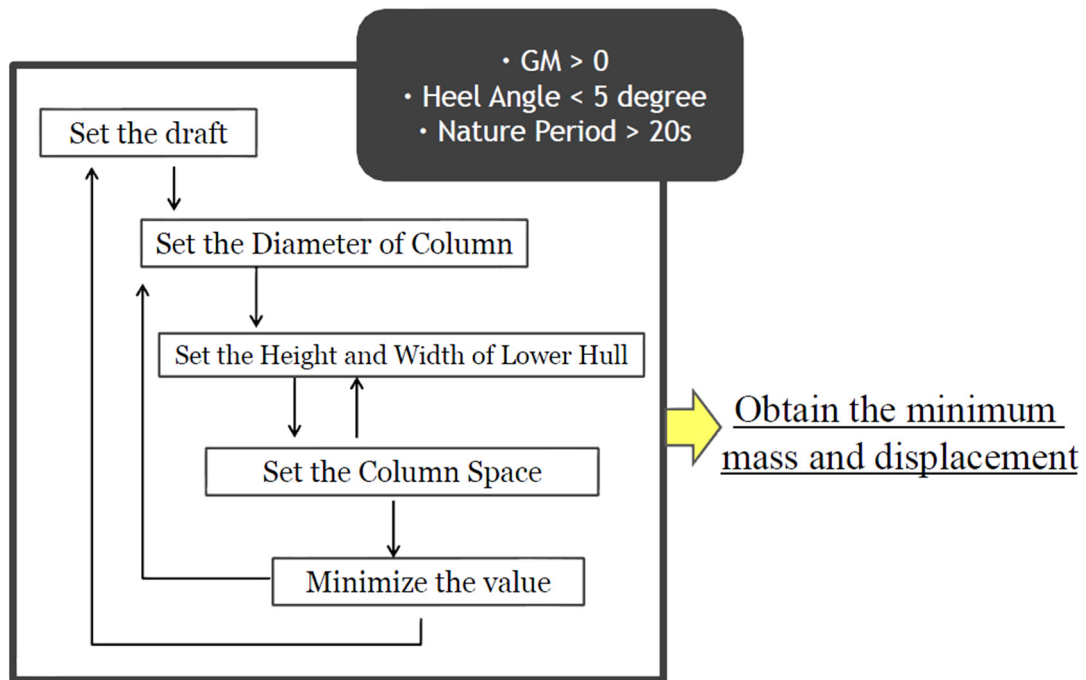 ・GM > 0
・Heel Angle < 5 degree
・Nature Period > 20s
Set the draft
Set the Diameter of Column
Set the Height and Width of Lower Hull
Set the Column Space
Minimize the value
Obtain the minimum
mass and displacement